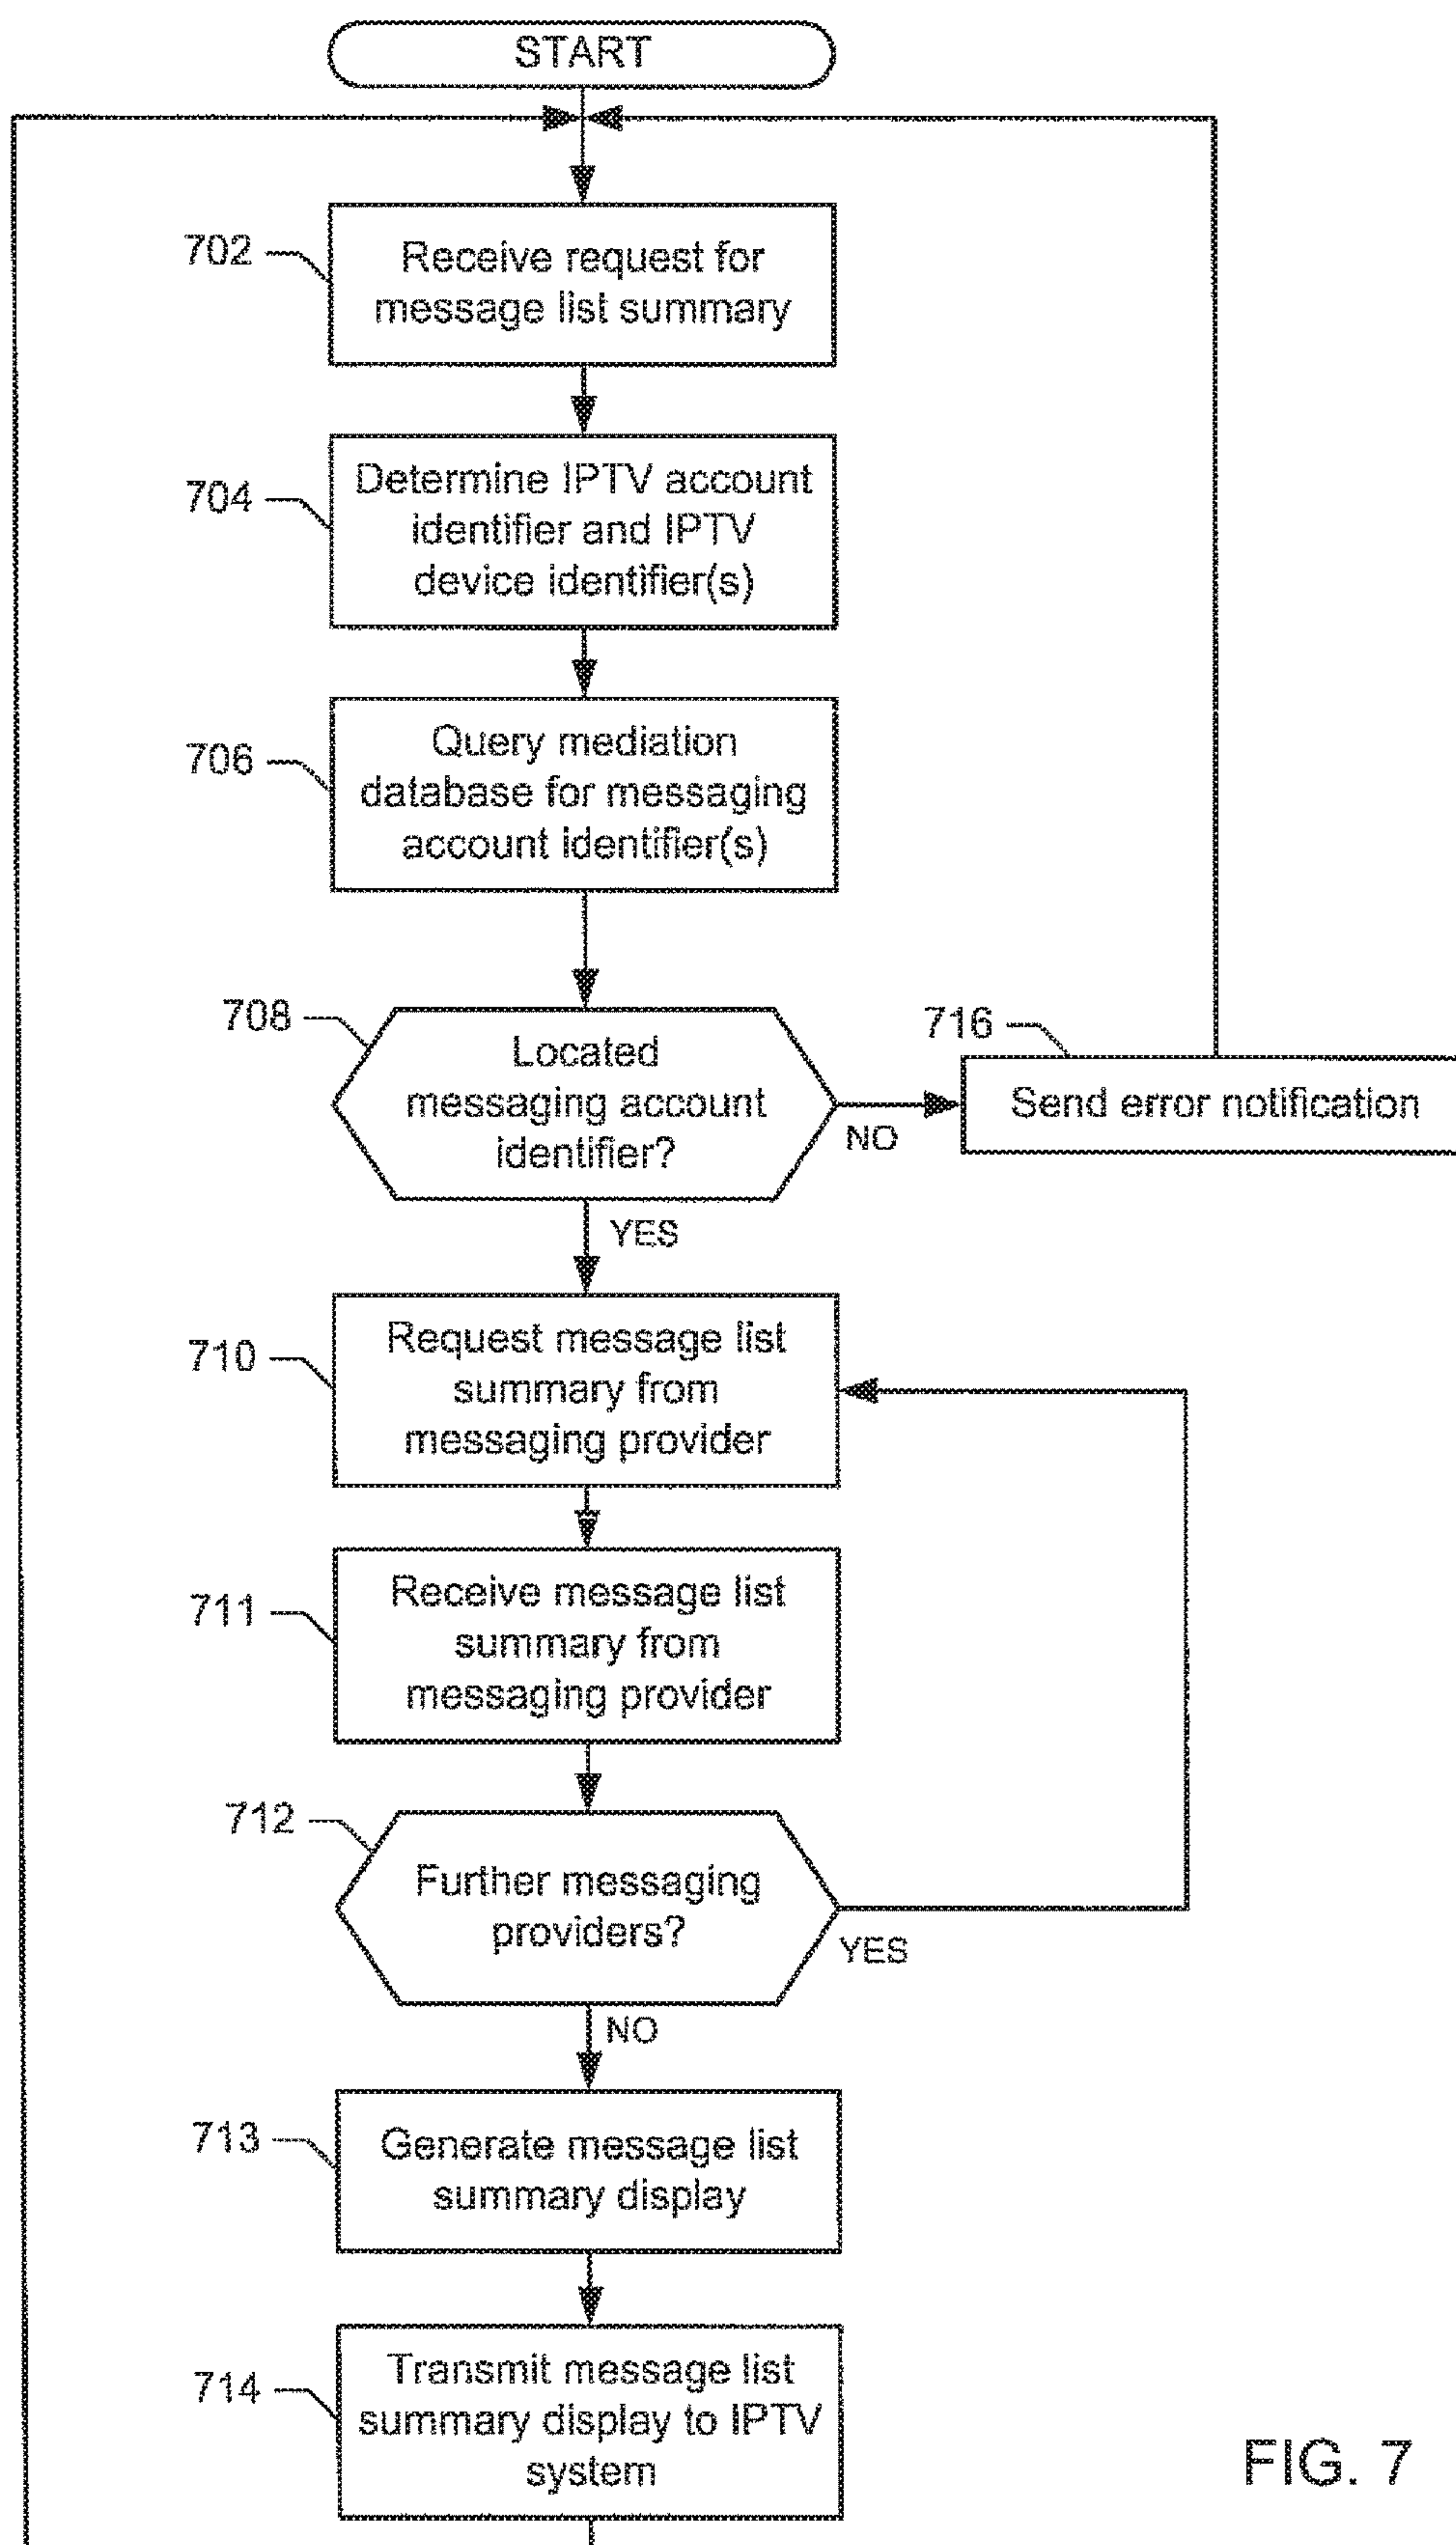 START
702
Receive request for
message list summary
704
Determine IPTV account
identifier and IPTV
device identifier(s)
706
Query mediation
database for messaging
account identifier(s)
708
Located
messaging account
identifier?
NO
716
Send error notification
YES
710
Request message list
summary from
messaging provider
711
Receive message list
summary from
messaging provider
712
Further messaging
providers?
YES
NO
713
Generate message list
summary display
714
Transmit message list
summary display to IPTV
system
FIG. 7